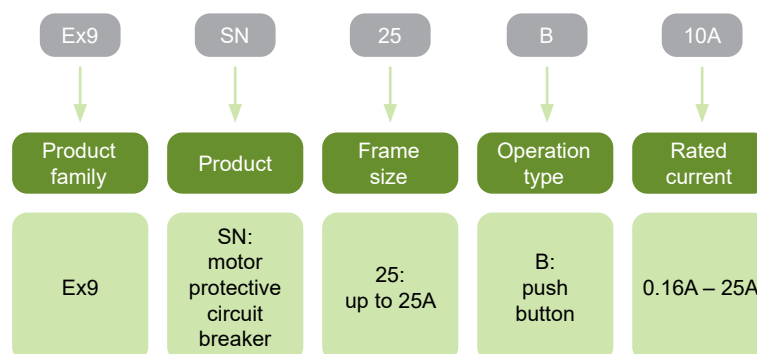 Ex9
SN
25
B
10A
Product
family
Product
Frame
size
Operation
type
Rated
current
Ex9
SN:
motor
protective
circuit
breaker
25:
up to 25A
B:
push
button
0.16A – 25A